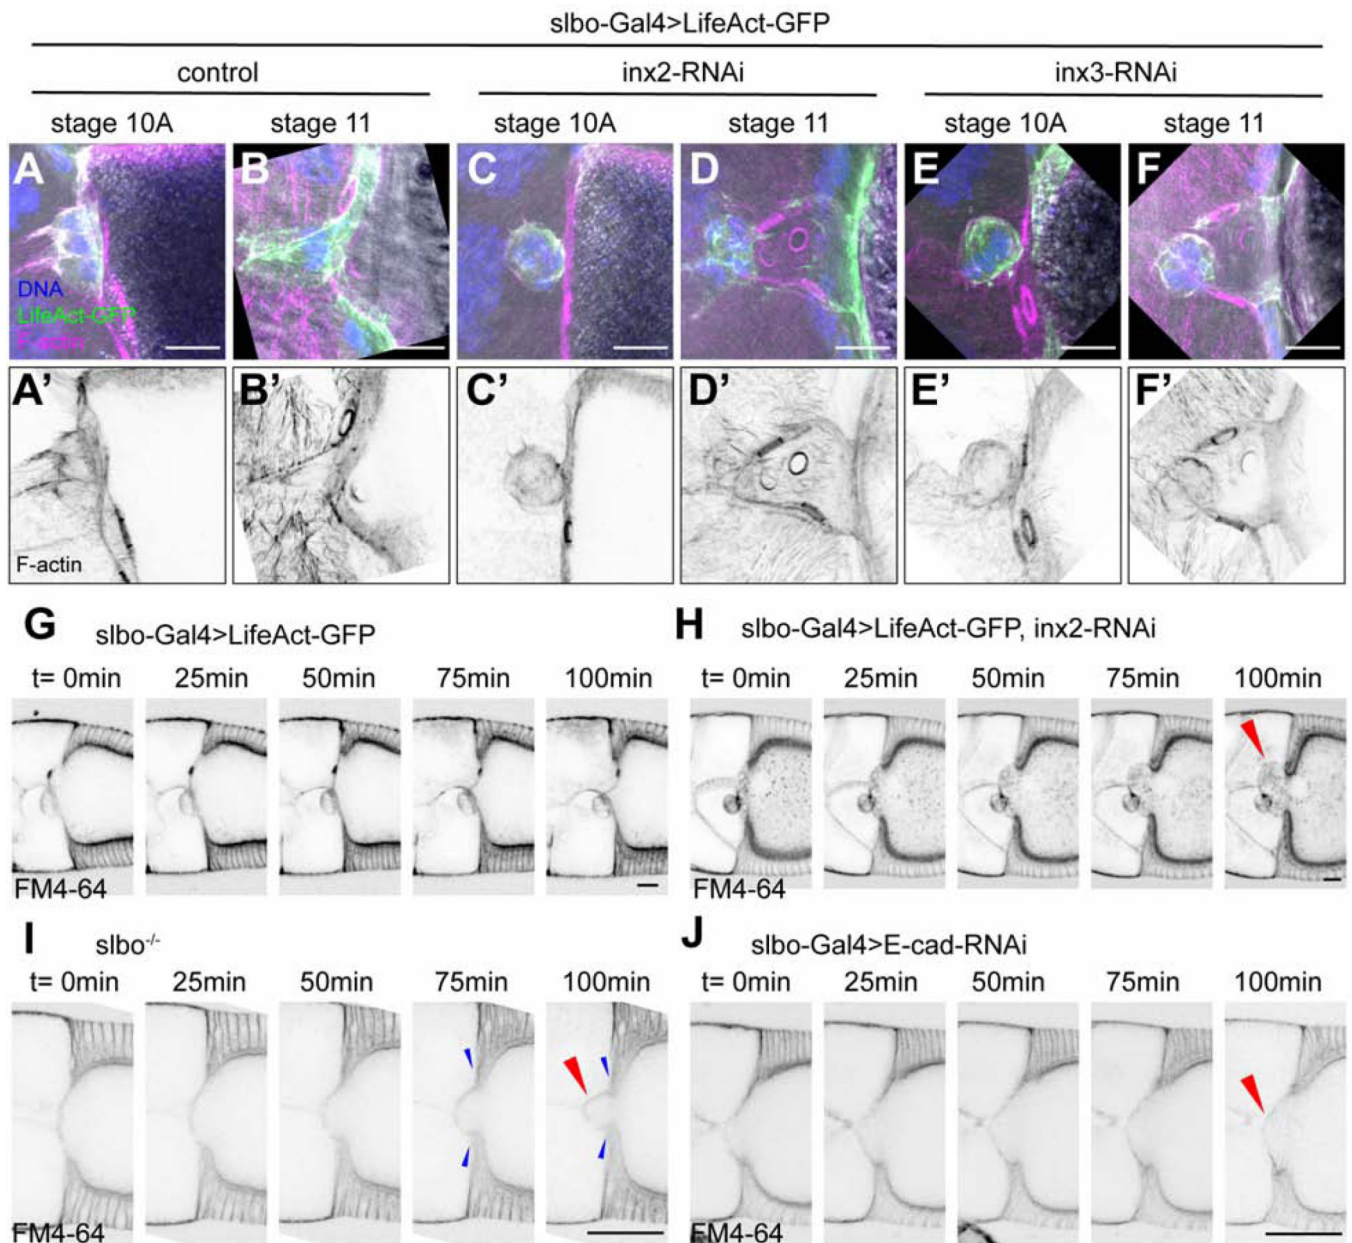 slbo-Gal4>LifeAct-GFP
control inx2-RNAi inx3-RNAi
stage 10A stage 11 stage 10A stage 11 stage 10A stage 11
A B C D E F
DNA
LifeAct-GFP
F-actin
A' B' C' D' E' F'
F-actin
G slbo-Gal4>LifeAct-GFP
t= 0min 25min 50min 75min 100min
FM4-64
H slbo-Gal4>LifeAct-GFP, inx2-RNAi
t= 0min 25min 50min 75min 100min
FM4-64
I slbo-/-
t= 0min 25min 50min 75min 100min
FM4-64
J slbo-Gal4>E-cad-RNAi
t= 0min 25min 50min 75min 100min
FM4-64